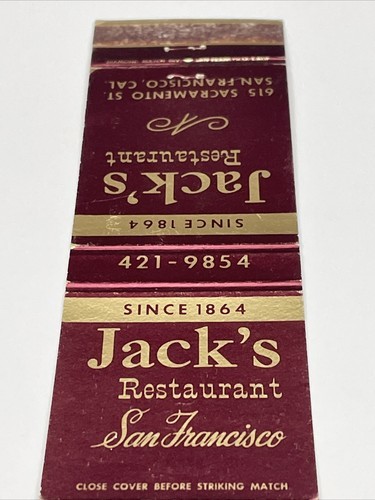 615 SACRAMENTO ST.
SAN FRANCISCO, CAL
Jack's
Restaurant
SINCE 1864
421-9854
SINCE 1864
Jack's
Restaurant
San Francisco
CLOSE COVER BEFORE STRIKING MATCH